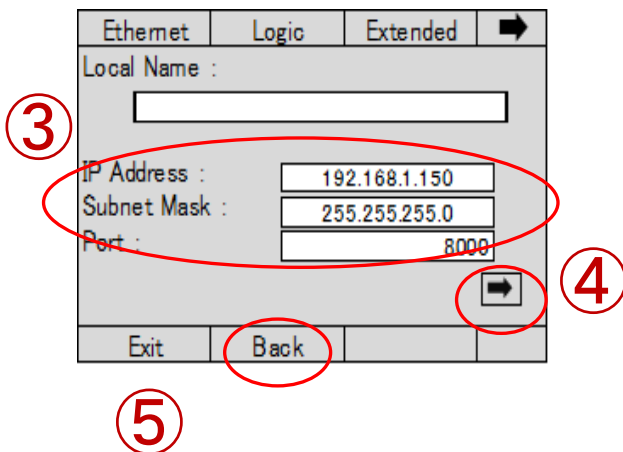 Ethernet Logic Extended ➡
Local Name :
③
IP Address : 192.168.1.150
Subnet Mask : 255.255.255.0
Port : 8000
➡ ④
Exit Back
⑤